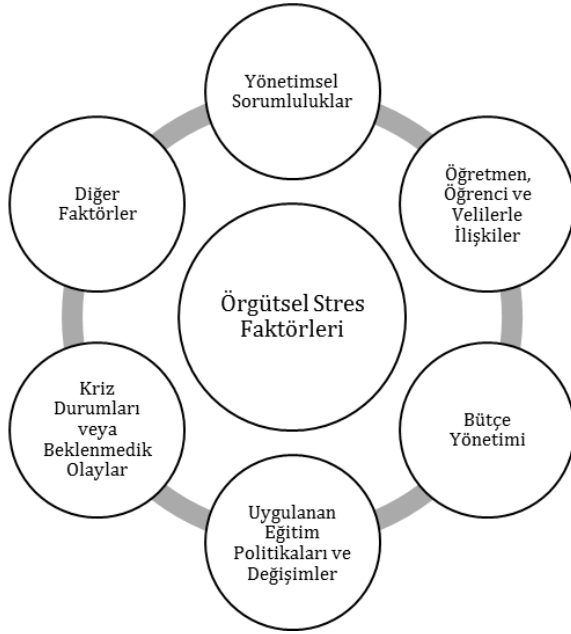 Yönetimsel
Sorumluluklar
Öğretmen,
Öğrenci ve
Velilerle
İlişkiler
Bütçe
Yönetimi
Uygulanan
Eğitim
Politikaları ve
Değişimler
Kriz
Durumları
veya
Beklenmedik
Olaylar
Diğer
Faktörler
Örgütsel Stres
Faktörleri